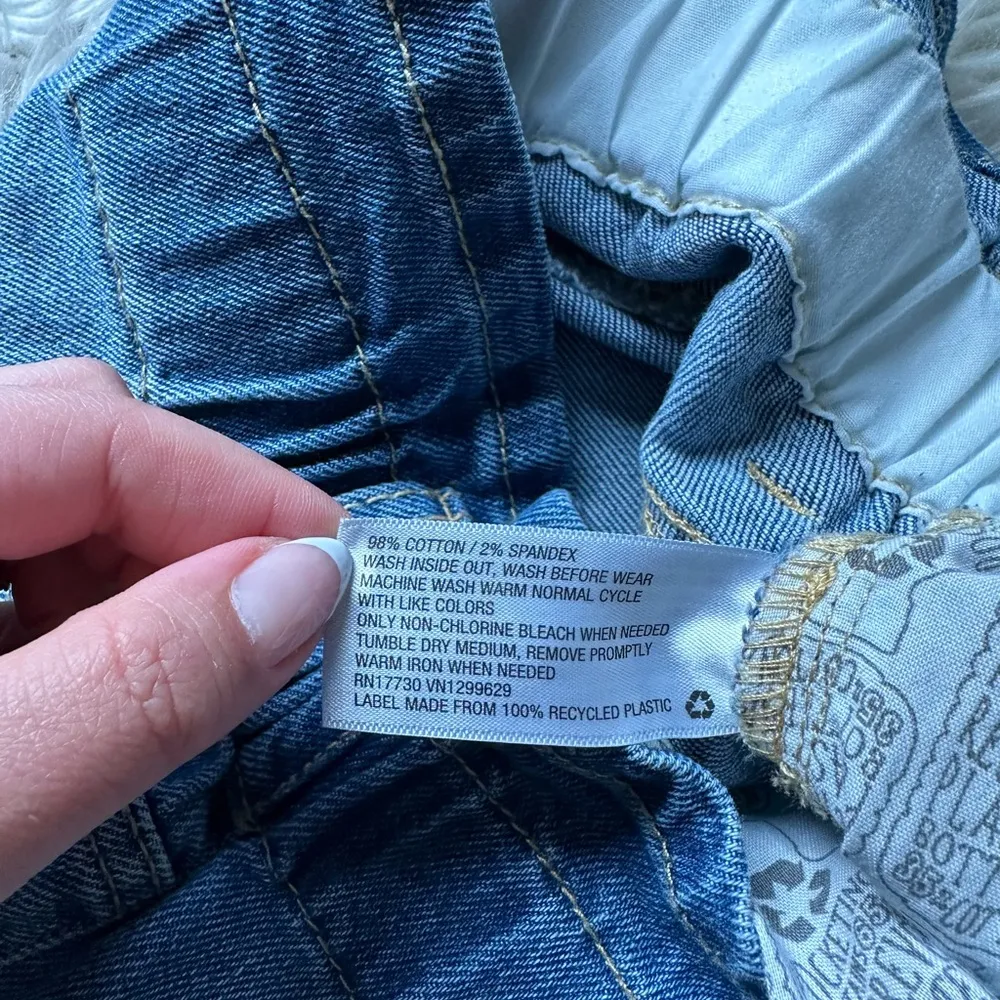 98% COTTON / 2% SPANDEX
WASH INSIDE OUT, WASH BEFORE WEAR
MACHINE WASH WARM NORMAL CYCLE
WITH LIKE COLORS
ONLY NON-CHLORINE BLEACH WHEN NEEDED
TUMBLE DRY MEDIUM, REMOVE PROMPTLY
WARM IRON WHEN NEEDED
RN17730 VN1299629
LABEL MADE FROM 100% RECYCLED PLASTIC